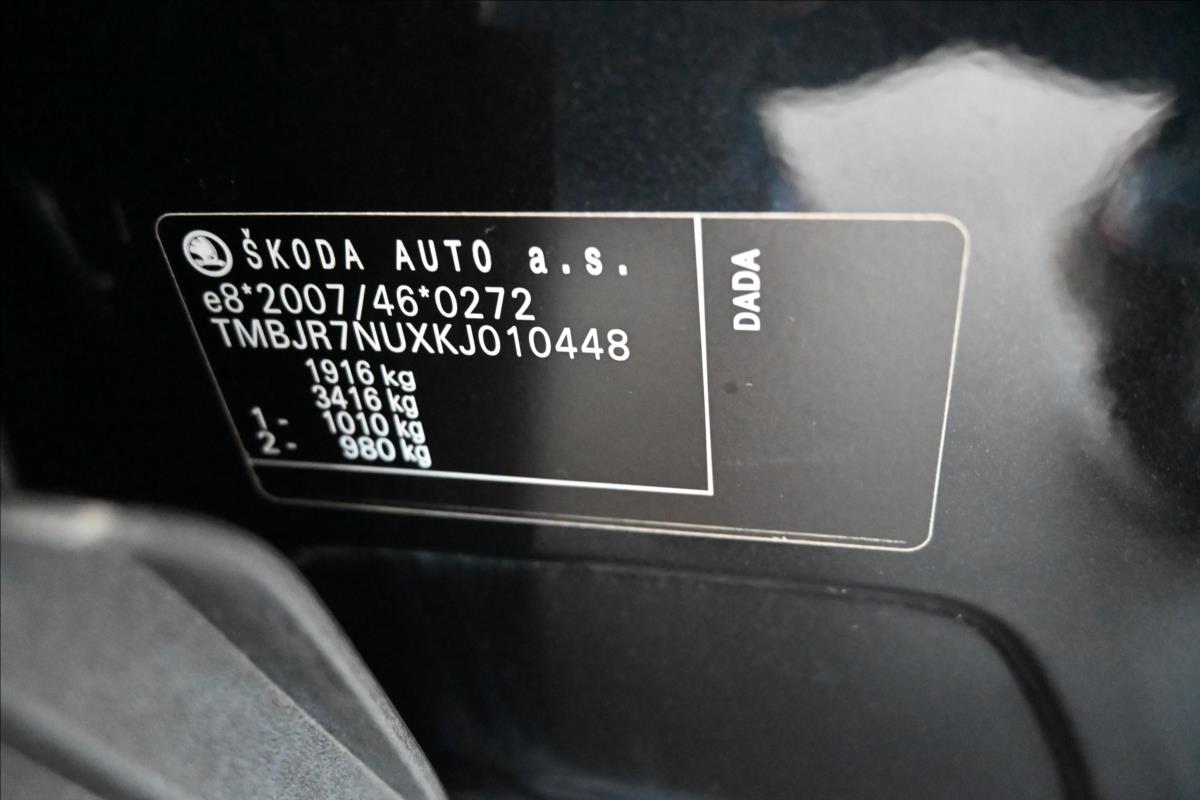 ŠKODA AUTO a.s.
e8*2007/46*0272
TMBJR7NUXKJ010448
1916 kg
3416 kg
1- 1010 kg
2- 980 kg
DADA